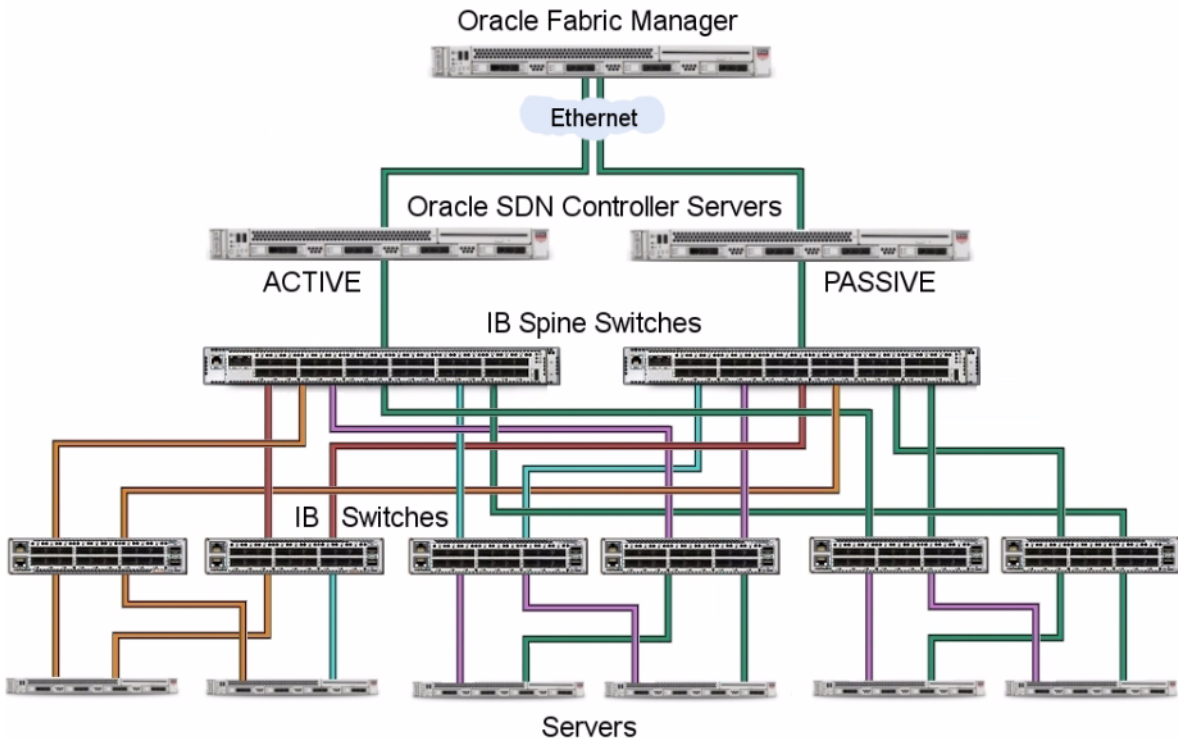 Oracle Fabric Manager
Ethernet
Oracle SDN Controller Servers
ACTIVE
PASSIVE
IB Spine Switches
IB Switches
Servers